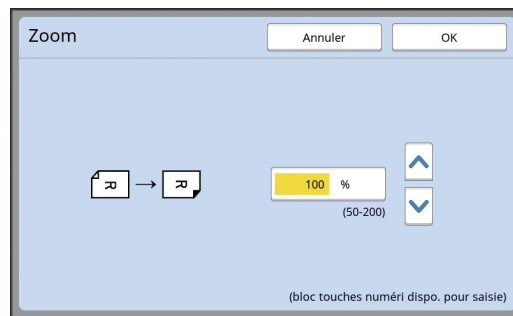 Zoom
Annuler
OK
R → R
100 %
(50-200)
(bloc touches numéri dispo. pour saisie)